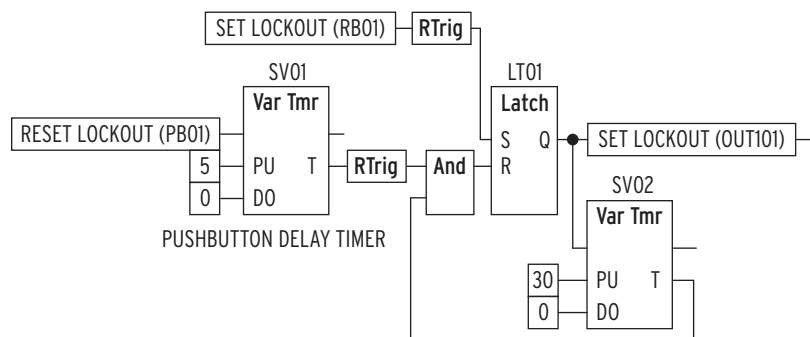 SET LOCKOUT (RB01)
RTrig
SV01
Var Tmr
RESET LOCKOUT (PB01)
5
PU
T
0
DO
PUSHBUTTON DELAY TIMER
RTrig
And
LT01
Latch
S
Q
R
SET LOCKOUT (OUT101)
SV02
Var Tmr
30
PU
T
0
DO